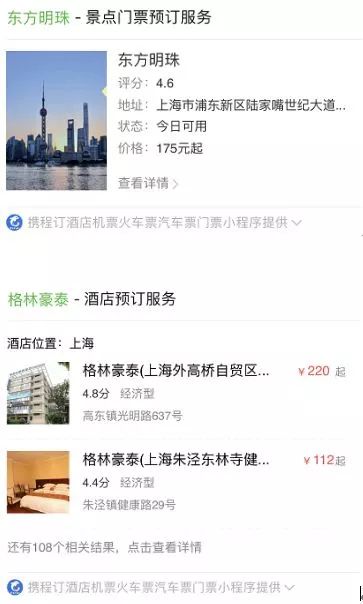 东方明珠 - 景点门票预订服务
东方明珠
评分：4.6
地址：上海市浦东新区陆家嘴世纪大道...
状态：今日可用
价格：175元起
查看详情
携程订酒店机票火车票汽车票门票小程序提供
格林豪泰 - 酒店预订服务
酒店位置：上海
格林豪泰(上海外高桥自贸区... ￥220 起
4.8分 经济型
高东镇光明路637号
格林豪泰(上海朱泾东林寺健... ￥112起
4.4分 经济型
朱泾镇健康路29号
还有108个相关结果，点击查看详情
携程订酒店机票火车票汽车票门票小程序提供